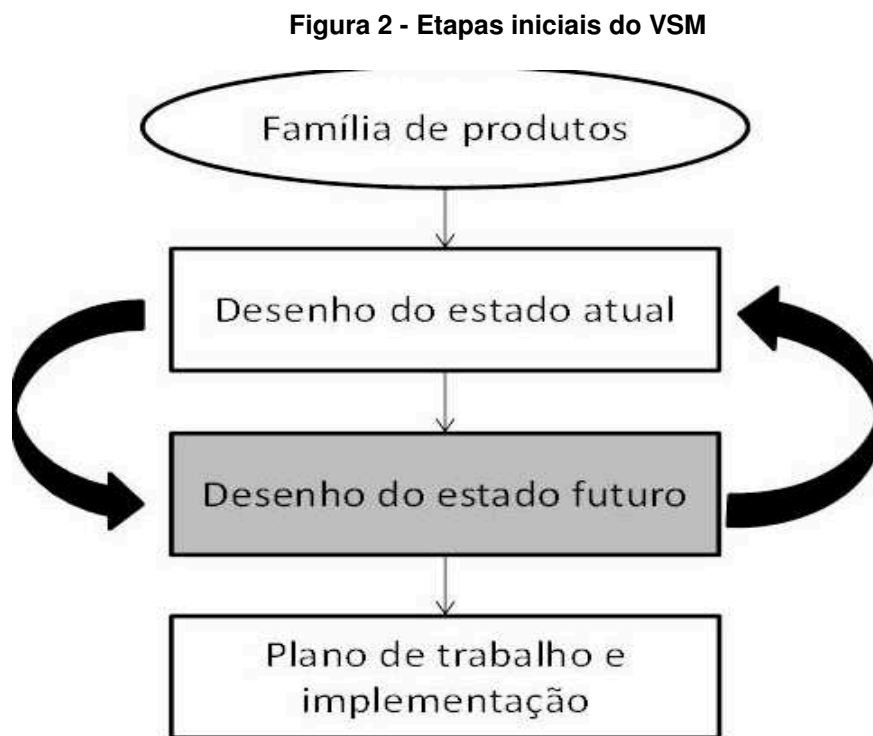 Figura 2 - Etapas iniciais do VSM
Família de produtos
Desenho do estado atual
Desenho do estado futuro
Plano de trabalho e
implementação